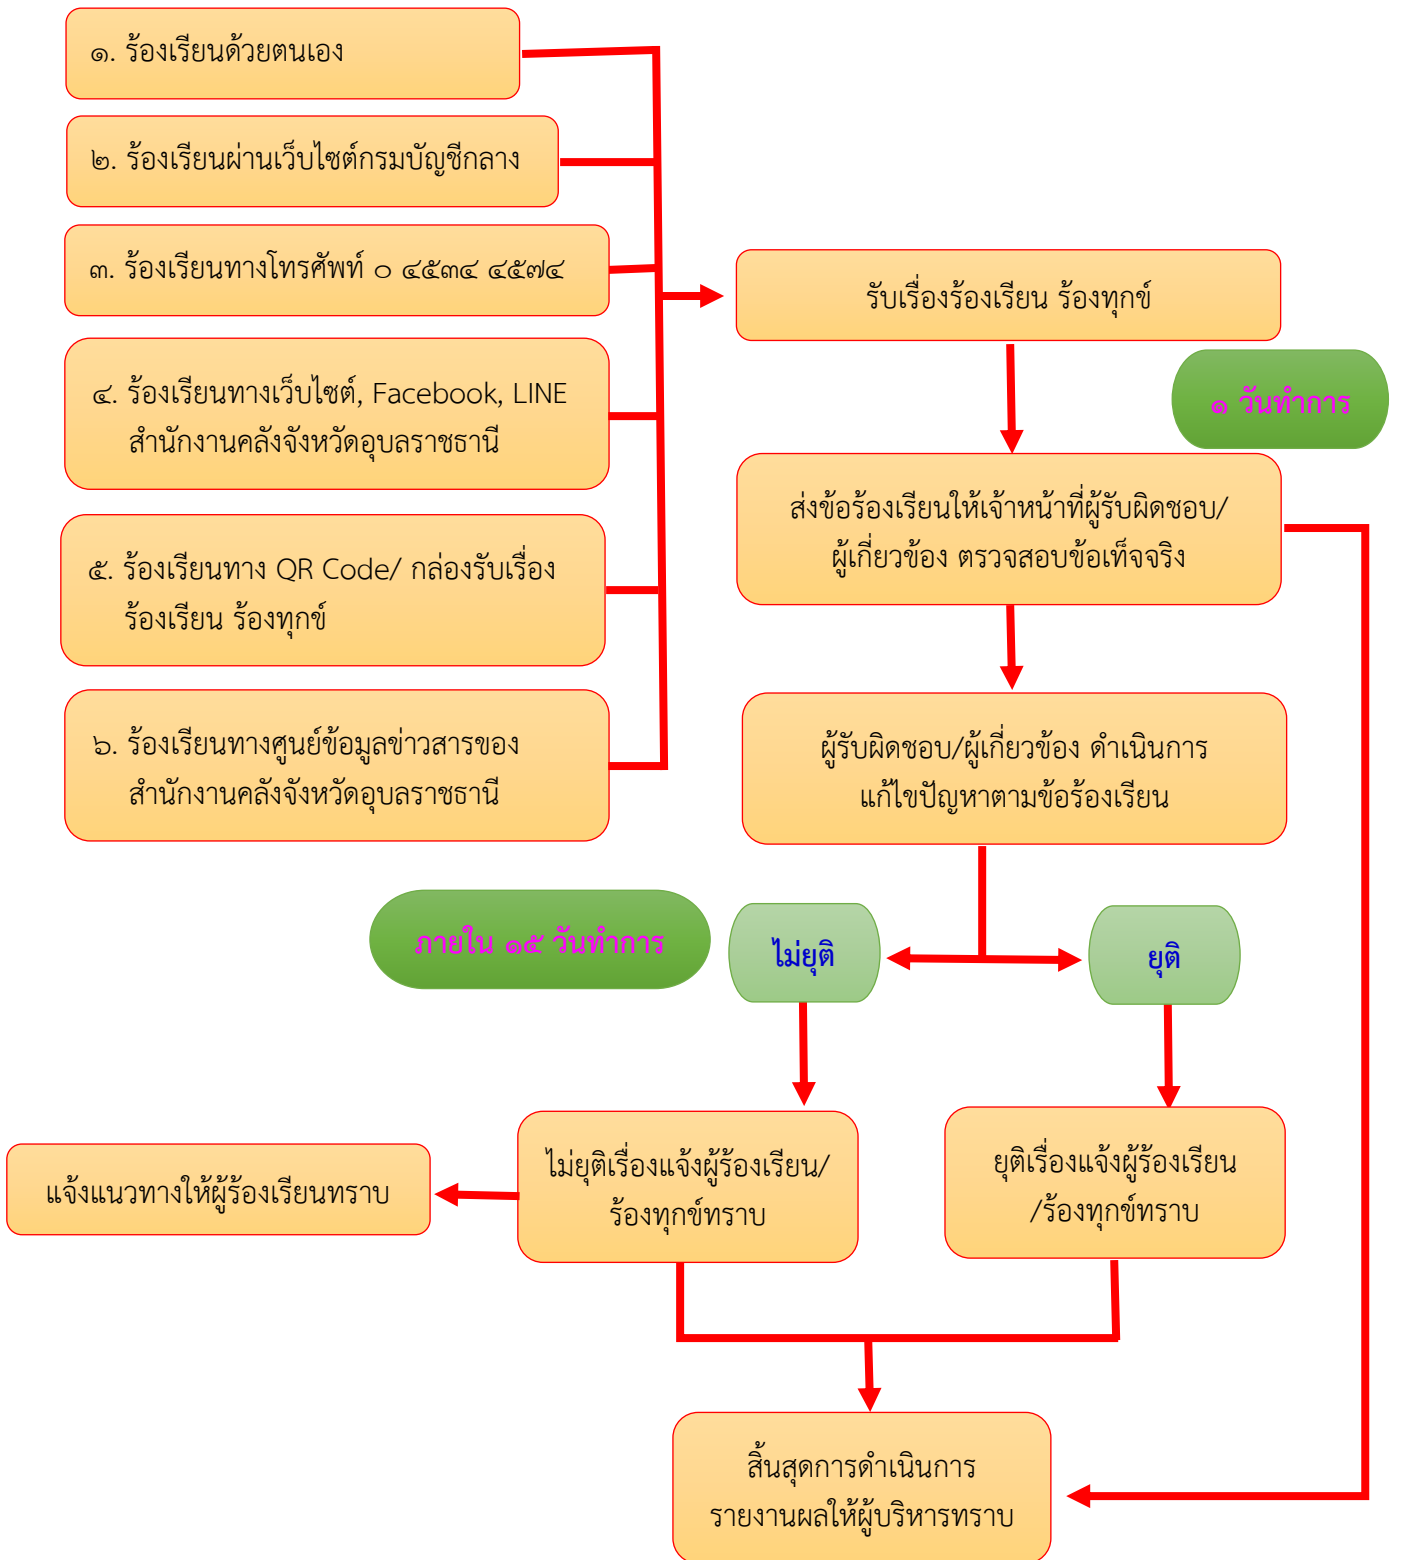 ๑. ร้องเรียนด้วยตนเอง
๒. ร้องเรียนผ่านเว็บไซต์กรมบัญชีกลาง
๓. ร้องเรียนทางโทรศัพท์ ๐ ๔๕๓๔ ๔๕๗๔
๔. ร้องเรียนทางเว็บไซต์, Facebook, LINE
สำนักงานคลังจังหวัดอุบลราชธานี
๕. ร้องเรียนทาง QR Code/ กล่องรับเรื่อง
ร้องเรียน ร้องทุกข์
๖. ร้องเรียนทางศูนย์ข้อมูลข่าวสารของ
สำนักงานคลังจังหวัดอุบลราชธานี
รับเรื่องร้องเรียน ร้องทุกข์
๑ วันทำการ
ส่งข้อร้องเรียนให้เจ้าหน้าที่ผู้รับผิดชอบ/
ผู้เกี่ยวข้อง ตรวจสอบข้อเท็จจริง
ผู้รับผิดชอบ/ผู้เกี่ยวข้อง ดำเนินการ
แก้ไขปัญหาตามข้อร้องเรียน
ภายใน ๑๕ วันทำการ
ไม่ยุติ
ยุติ
แจ้งแนวทางให้ผู้ร้องเรียนทราบ
ไม่ยุติเรื่องแจ้งผู้ร้องเรียน/
ร้องทุกข์ทราบ
ยุติเรื่องแจ้งผู้ร้องเรียน
/ร้องทุกข์ทราบ
สิ้นสุดการดำเนินการ
รายงานผลให้ผู้บริหารทราบ